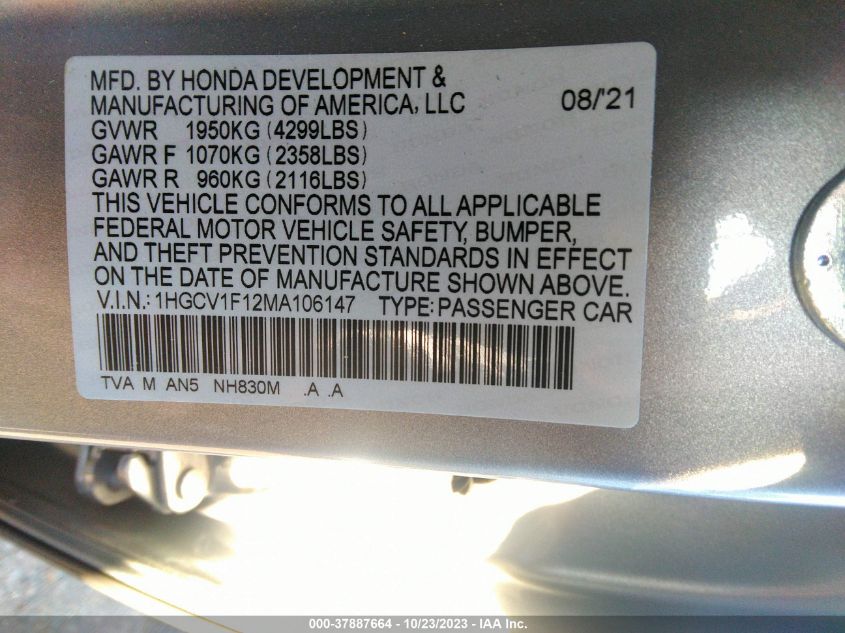 MFD. BY HONDA DEVELOPMENT &
MANUFACTURING OF AMERICA, LLC 08/'21
GVWR 1950KG (4299LBS)
GAWR F 1070KG (2358LBS)
GAWR R 960KG (2116LBS)
THIS VEHICLE CONFORMS TO ALL APPLICABLE
FEDERAL MOTOR VEHICLE SAFETY, BUMPER,
AND THEFT PREVENTION STANDARDS IN EFFECT
ON THE DATE OF MANUFACTURE SHOWN ABOVE.
V.I.N.: 1HGCV1F12MA106147 TYPE: PASSENGER CAR
TVA M AN5 NH830M .A .A
000-37887664 - 10/23/2023 - IAA Inc.